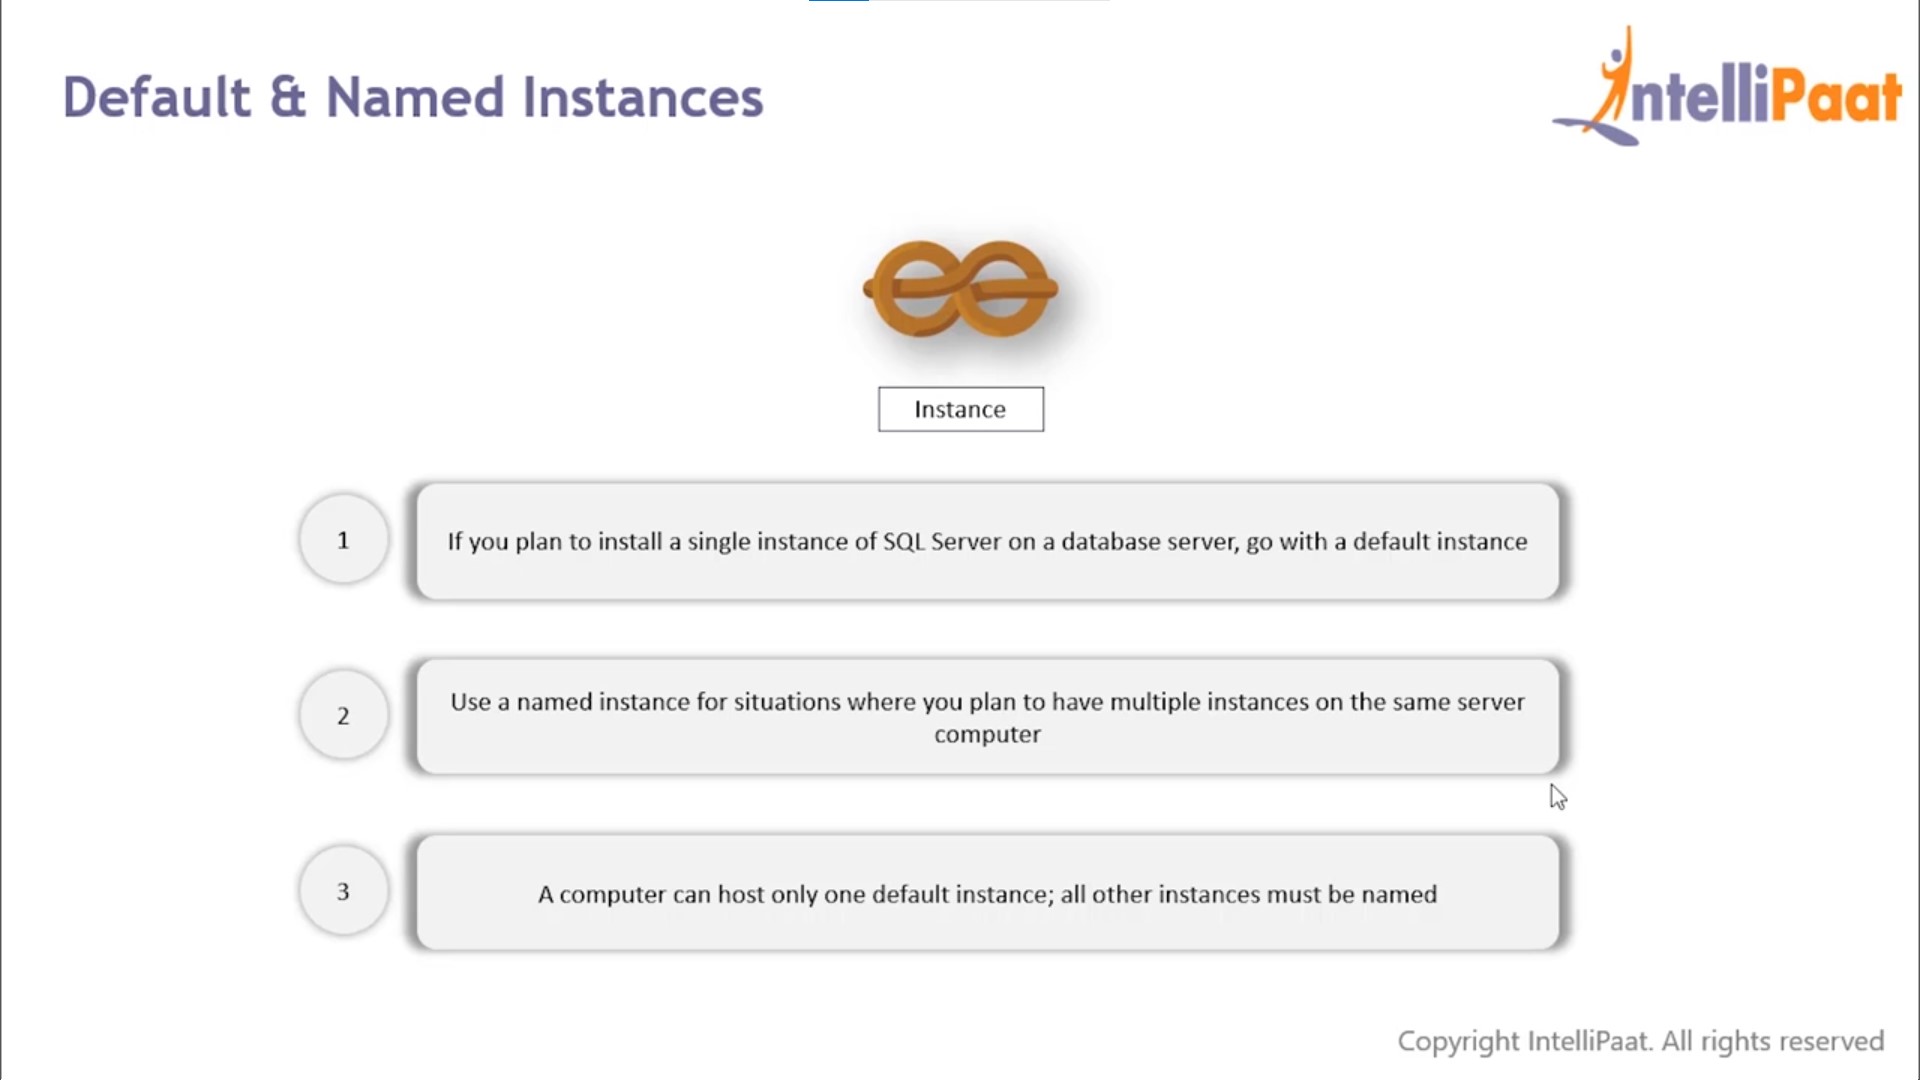 Default & Named Instances
IntelliPaat
Instance
1
If you plan to install a single instance of SQL Server on a database server, go with a default instance
2
Use a named instance for situations where you plan to have multiple instances on the same server
computer
3
A computer can host only one default instance; all other instances must be named
Copyright IntelliPaat. All rights reserved